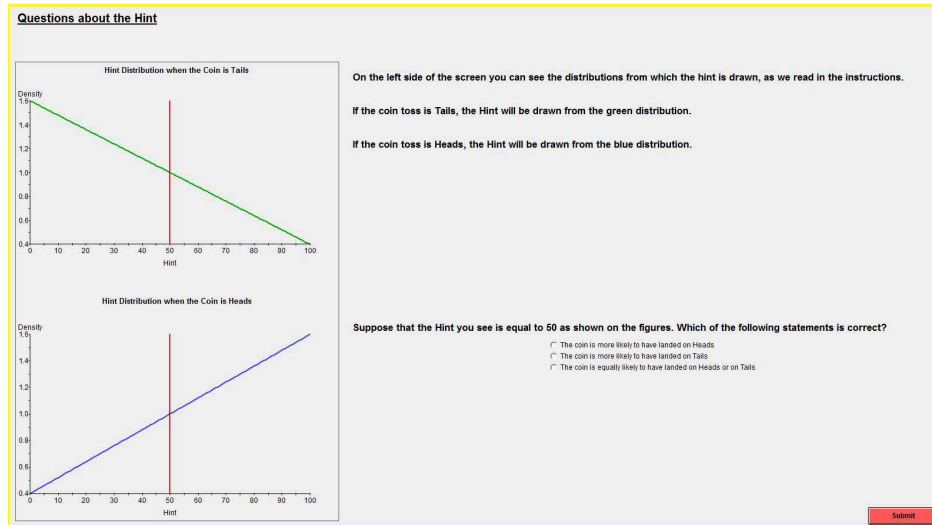 Questions about the Hint
Hint Distribution when the Coin is Tails
Density
1.6
1.4
1.2
1.0
0.8
0.6
0.4
0 10 20 30 40 50 60 70 80 90 100
Hint
On the left side of the screen you can see the distributions from which the hint is drawn, as we read in the instructions.
If the coin toss is Tails, the Hint will be drawn from the green distribution.
If the coin toss is Heads, the Hint will be drawn from the blue distribution.
Hint Distribution when the Coin is Heads
Density
1.6
1.4
1.2
1.0
0.8
0.6
0.4
0 10 20 30 40 50 60 70 80 90 100
Hint
Suppose that the Hint you see is equal to 50 as shown on the figures. Which of the following statements is correct?
The coin is more likely to have landed on Heads
The coin is more likely to have landed on Tails
The coin is equally likely to have landed on Heads or on Tails
Submit